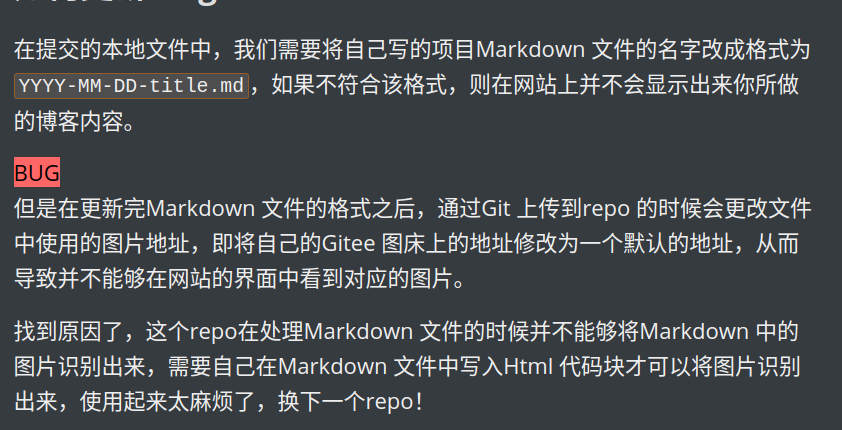 在提交的本地文件中，我们需要将自己写的项目Markdown 文件的名字改成格式为
YYYY-MM-DD-title.md，如果不符合该格式，则在网站上并不会显示出来你所做
的博客内容。
BUG
但是在更新完Markdown 文件的格式之后，通过Git 上传到repo 的时候会更改文件
中使用的图片地址，即将自己的Gitee 图床上的地址修改为一个默认的地址，从而
导致并不能够在网站的界面中看到对应的图片。
找到原因了，这个repo在处理Markdown 文件的时候并不能够将Markdown 中的
图片识别出来，需要自己在Markdown 文件中写入Html 代码块才可以将图片识别
出来，使用起来太麻烦了，换下一个repo！